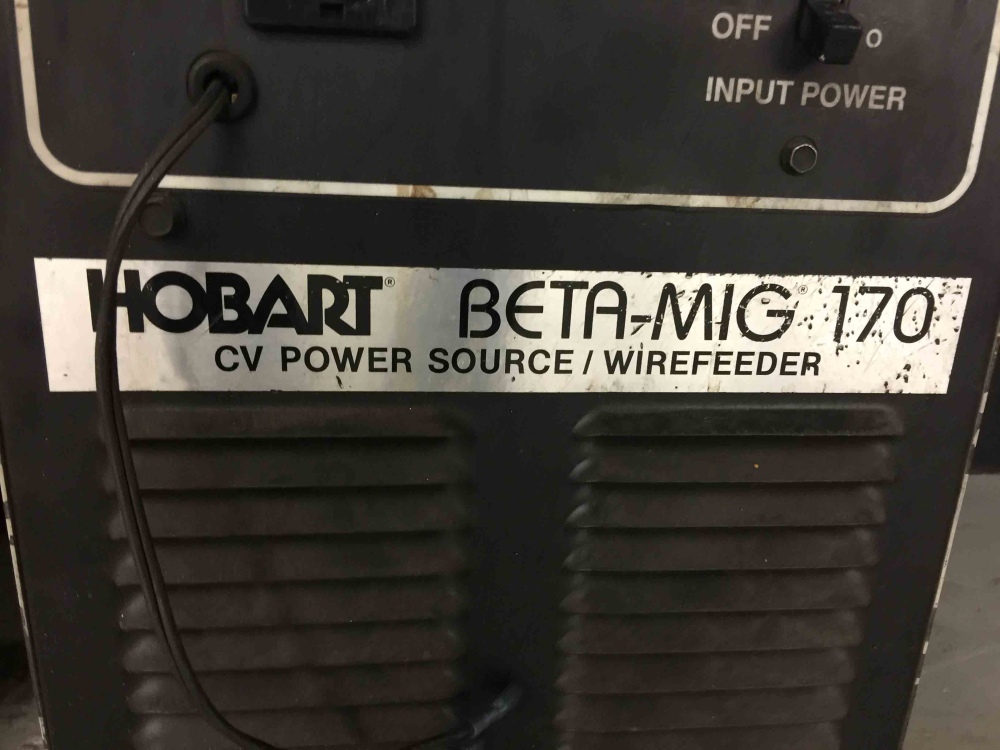 OFF O
INPUT POWER
HOBART® BETA-MIG® 170
CV POWER SOURCE / WIREFEEDER